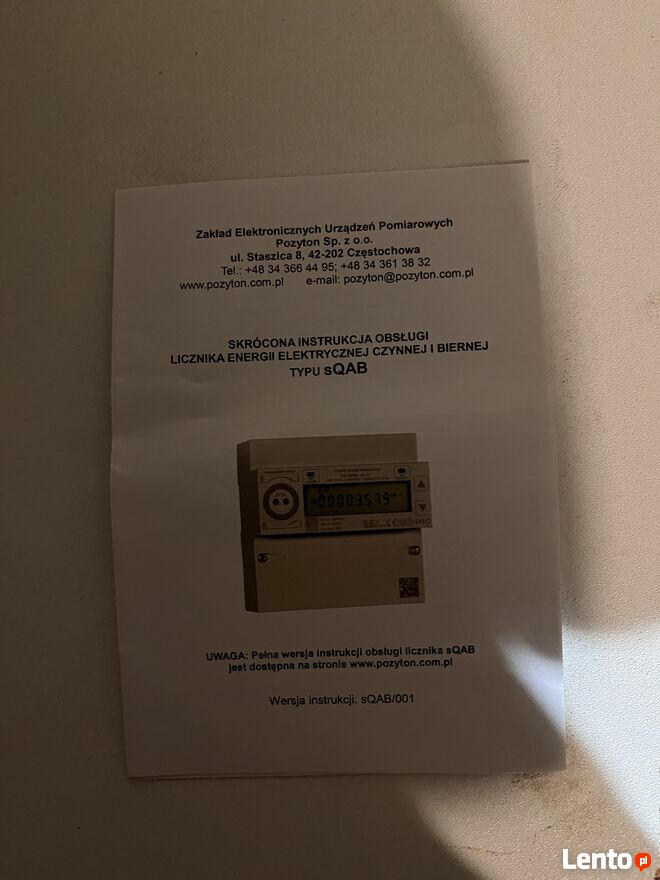 Zakład Elektronicznych Urządzeń Pomiarowych
Pozyton Sp. z o.o.
ul. Staszica 8, 42-202 Częstochowa
Tel.: +48 34 366 44 95; +48 34 361 38 32
www.pozyton.com.pl e-mail: pozyton@pozyton.com.pl
SKRÓCONA INSTRUKCJA OBSŁUGI
LICZNIKA ENERGII ELEKTRYCZNEJ CZYNNEJ I BIERNEJ
TYPU sQAB
00003.579
UWAGA: Pełna wersja instrukcji obsługi licznika sQAB
jest dostępna na stronie www.pozyton.com.pl
Wersja instrukcji: sQAB/001
Lento pl